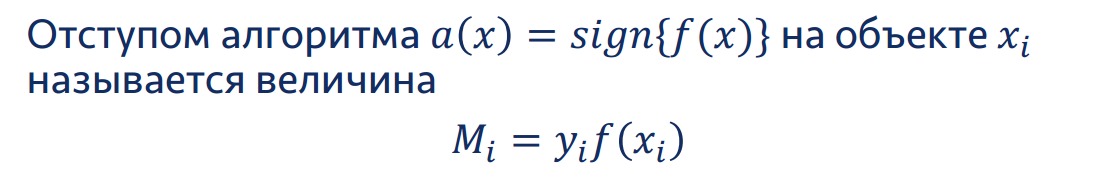 Отступом алгоритма a(x) = sign{f(x)} на объекте xᵢ
называется величина
Mᵢ = yᵢf(xᵢ)